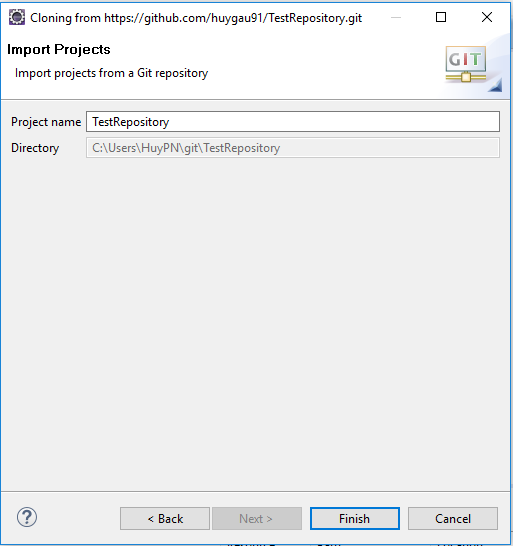 Cloning from https://github.com/huygau91/TestRepository.git
Import Projects
Import projects from a Git repository
GIT
Project name TestRepository
Directory C:\Users\HuyPN\git\TestRepository
? < Back Next > Finish Cancel